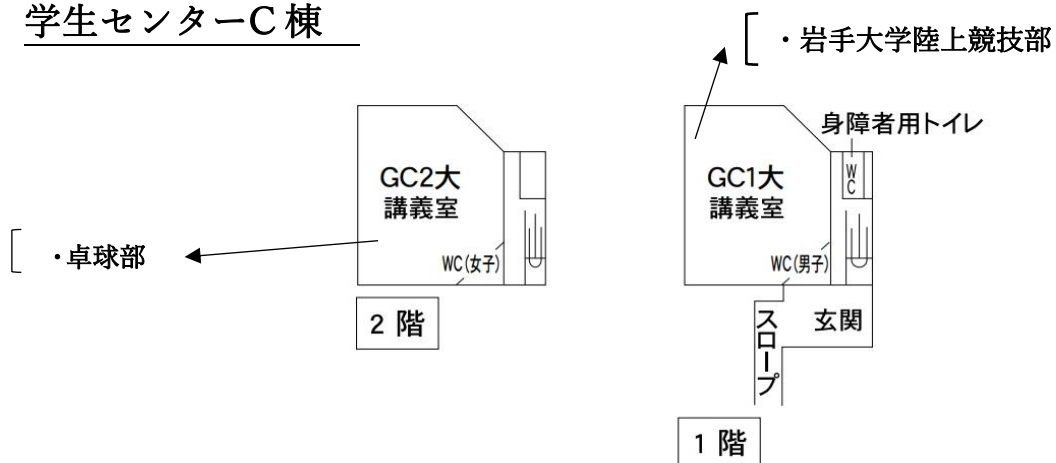 学生センターC棟
・岩手大学陸上競技部
身障者用トイレ
WC
GC2大
講義室
GC1大
講義室
・卓球部
WC(女子)
WC(男子)
2階
スロープ
玄関
1階